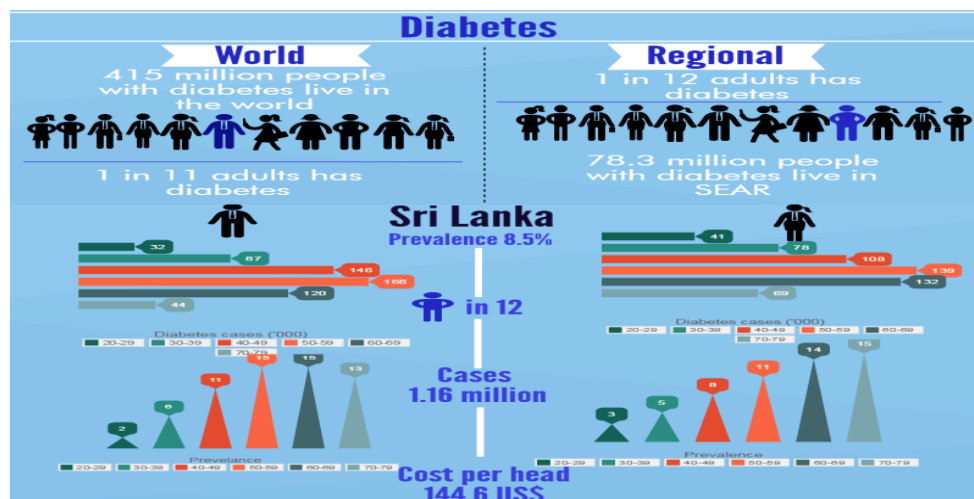 Diabetes
World
415 million people
with diabetes live in
the world
1 in 11 adults has
diabetes
Regional
1 in 12 adults has
diabetes
78.3 million people
with diabetes live in
SEAR
Sri Lanka
Prevalence 8.5%
in 12
Cases
1.16 million
Cost per head
144.6 US$
32
87
146
166
120
44
Diabetes cases ('000)
20-29 30-39 40-49 50-59 60-69
70-79
2
6
11
15
15
13
Prevelance
20-29 30-39 40-49 50-59 60-69 70-79
41
78
108
139
132
69
Diabetes cases ('000)
20-29 30-39 40-49 50-59 60-69
70-79
3
5
8
11
14
15
Prevalence
20-29 30-39 40-49 50-59 60-69 70-79